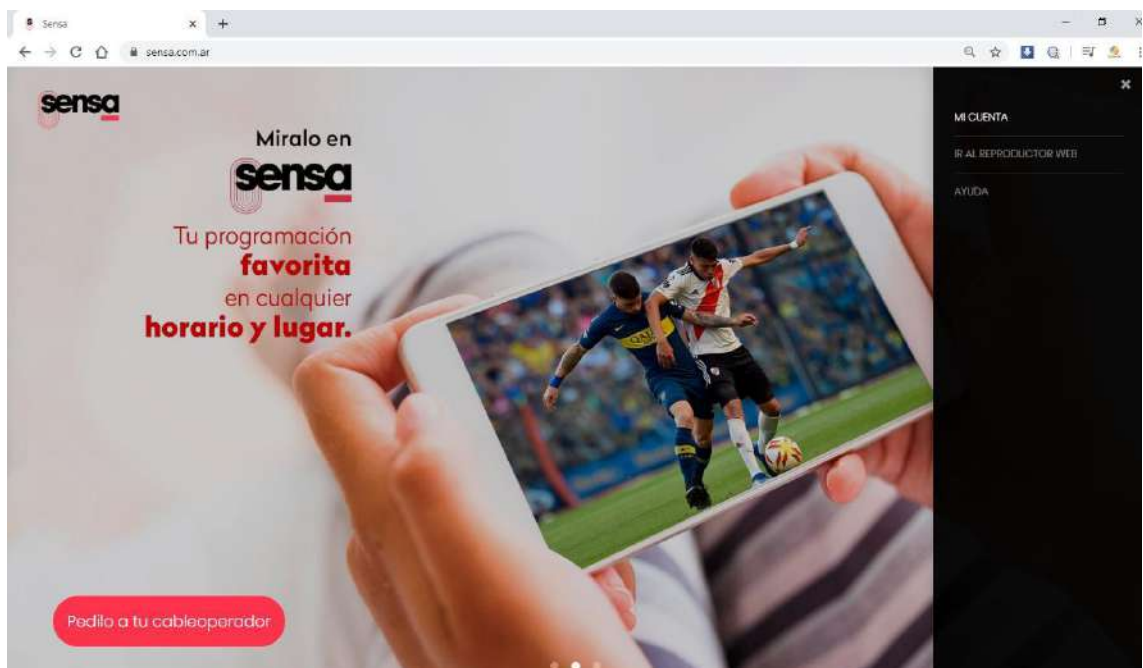 Sensa
sensa.com.ar
sensa
Miralo en
sensa
Tu programación
favorita
en cualquier
horario y lugar.
Pedilo a tu cableoperador
MI CUENTA
IR AL REPRODUCTOR WEB
AYUDA
QATAR